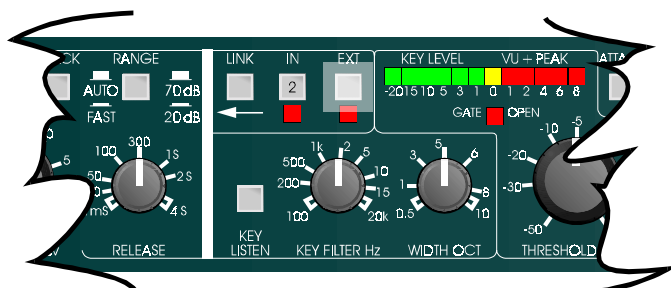 CK RANGE LINK IN EXT KEY LEVEL VU + PEAK ATTA
2
AUTO 70dB
-20 15 10 5 3 1 0 1 2 4 6 8
FAST 20dB
GATE OPEN
300
100 1S
50 2S
mS 4S
RELEASE
5
KEY LISTEN
1k 2
500 5
200 10
15
100 20k
KEY FILTER Hz
3 5 6
1 8
0.5 10
WIDTH OCT
-10 -5
-20
-30
-50
THRESHOLD